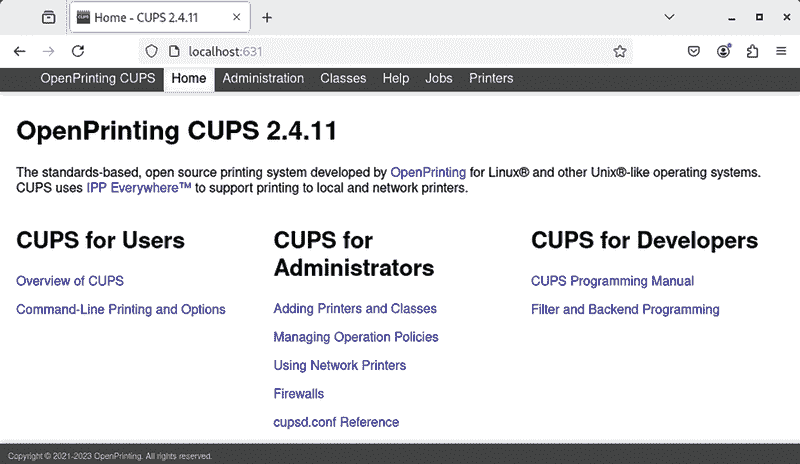 Home - CUPS 2.4.11
localhost:631
OpenPrinting CUPS Home Administration Classes Help Jobs Printers
OpenPrinting CUPS 2.4.11
The standards-based, open source printing system developed by OpenPrinting for Linux® and other Unix®-like operating systems.
CUPS uses IPP Everywhere™ to support printing to local and network printers.
CUPS for Users
Overview of CUPS
Command-Line Printing and Options
CUPS for
Administrators
Adding Printers and Classes
Managing Operation Policies
Using Network Printers
Firewalls
cupsd.conf Reference
CUPS for Developers
CUPS Programming Manual
Filter and Backend Programming
Copyright © 2021-2023 OpenPrinting. All rights reserved.